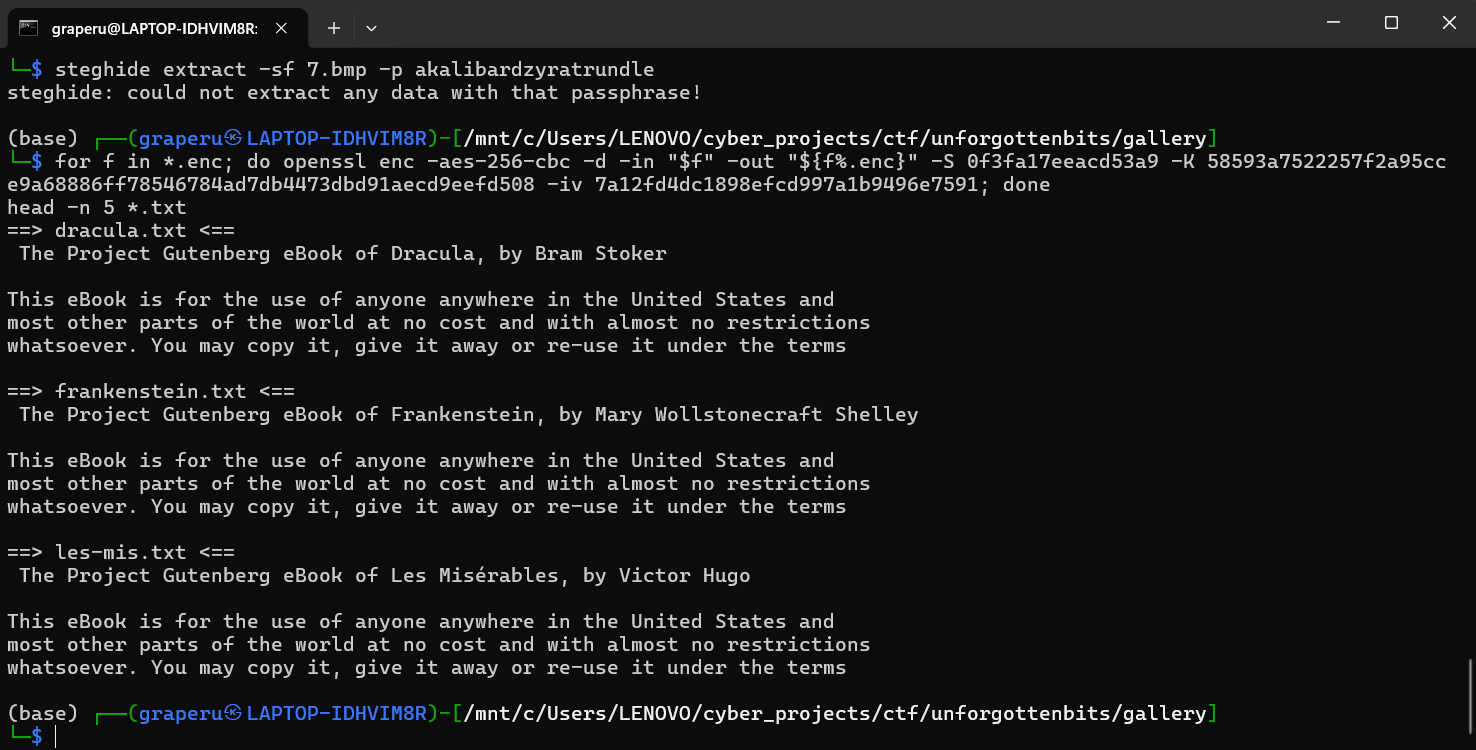 graperu@LAPTOP-IDHVIM8R:
└─$ steghide extract -sf 7.bmp -p akalibardzyratrundle
steghide: could not extract any data with that passphrase!
(base) ┌──(graperu㉿LAPTOP-IDHVIM8R)-[/mnt/c/Users/LENOVO/cyber_projects/ctf/unforgottenbits/gallery]
└─$ for f in *.enc; do openssl enc -aes-256-cbc -d -in "$f" -out "${f%.enc}" -S 0f3fa17eeacd53a9 -K 58593a7522257f2a95cc
e9a68886ff78546784ad7db4473dbd91aecd9eefd508 -iv 7a12fd4dc1898efcd997a1b9496e7591; done
head -n 5 *.txt
==> dracula.txt <==
 The Project Gutenberg eBook of Dracula, by Bram Stoker
This eBook is for the use of anyone anywhere in the United States and
most other parts of the world at no cost and with almost no restrictions
whatsoever. You may copy it, give it away or re-use it under the terms
==> frankenstein.txt <==
 The Project Gutenberg eBook of Frankenstein, by Mary Wollstonecraft Shelley
This eBook is for the use of anyone anywhere in the United States and
most other parts of the world at no cost and with almost no restrictions
whatsoever. You may copy it, give it away or re-use it under the terms
==> les-mis.txt <==
 The Project Gutenberg eBook of Les Misérables, by Victor Hugo
This eBook is for the use of anyone anywhere in the United States and
most other parts of the world at no cost and with almost no restrictions
whatsoever. You may copy it, give it away or re-use it under the terms
(base) ┌──(graperu㉿LAPTOP-IDHVIM8R)-[/mnt/c/Users/LENOVO/cyber_projects/ctf/unforgottenbits/gallery]
└─$